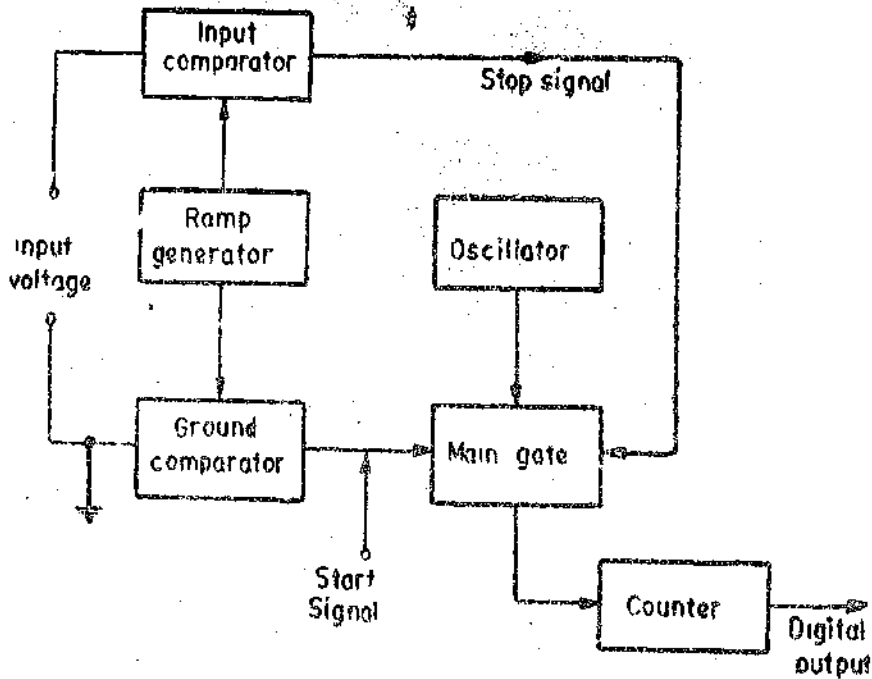 Input
comparator
Stop signal
Ramp
generator
Oscillator
Input
voltage
Ground
comparator
Main gate
Start
Signal
Counter
Digital
output